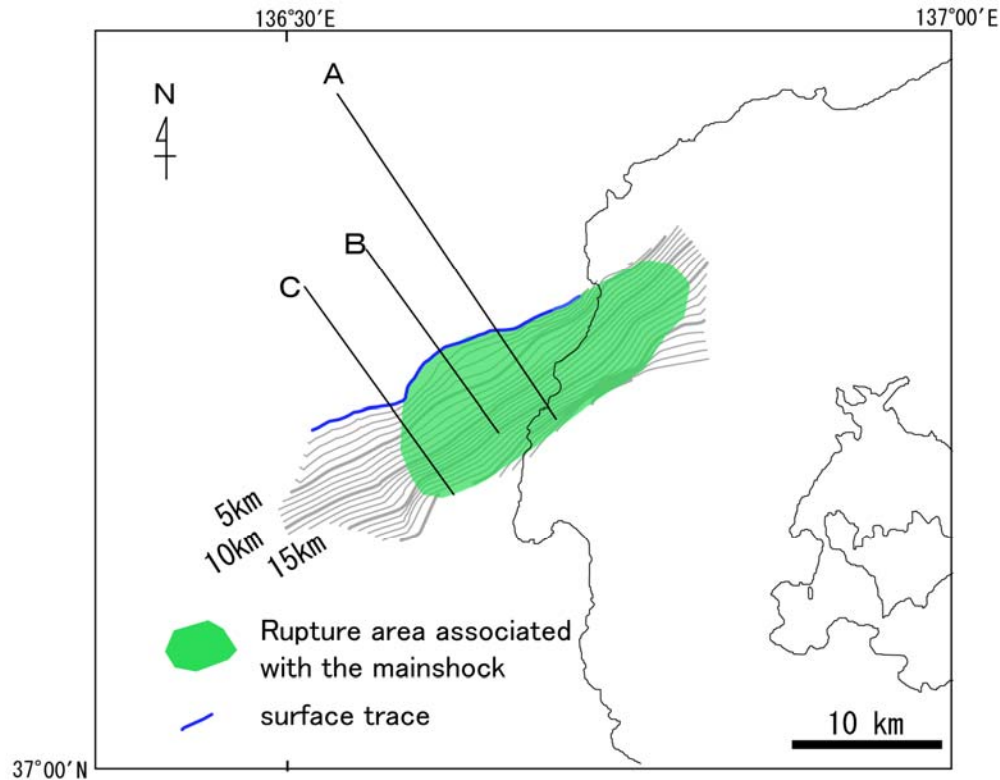 136°30'E
137°00'E
A
N
B
C
5km
10km
15km
Rupture area associated
with the mainshock
surface trace
10 km
37°00'N